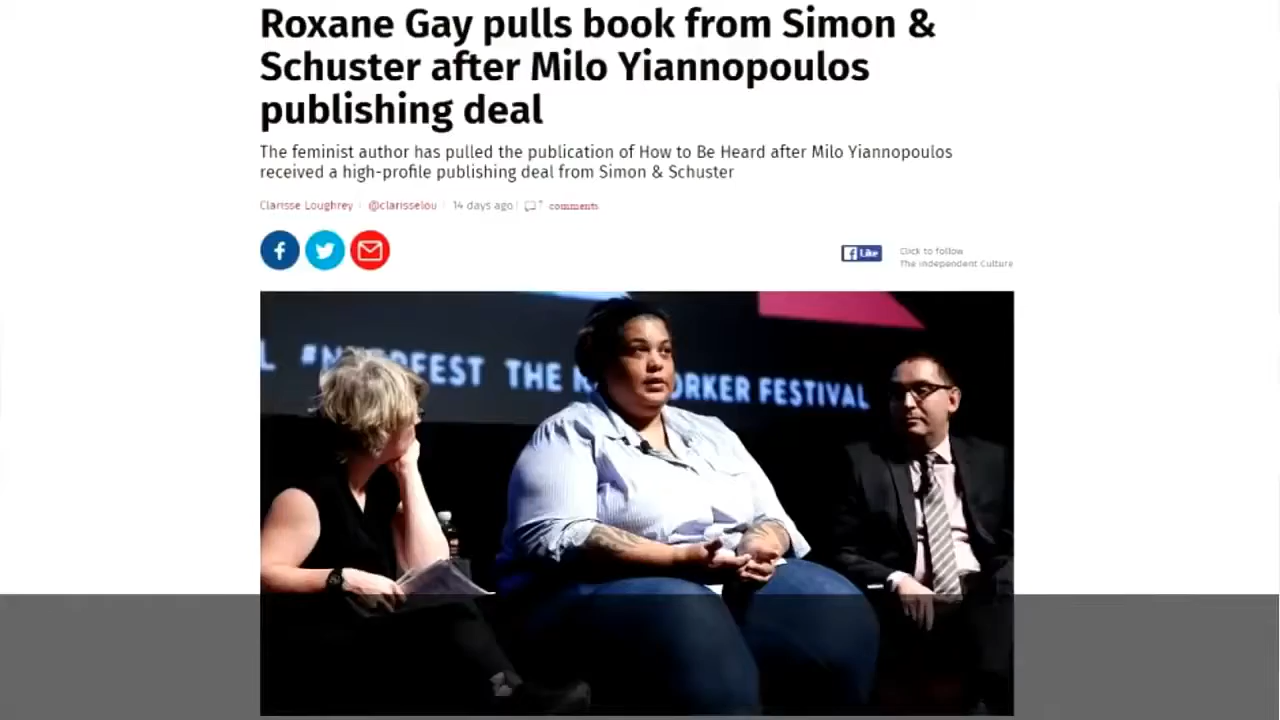 Roxane Gay pulls book from Simon &
Schuster after Milo Yiannopoulos
publishing deal
The feminist author has pulled the publication of How to Be Heard after Milo Yiannopoulos
received a high-profile publishing deal from Simon & Schuster
Clarisse Loughrey | @clarisselou | 14 days ago | 7 comments
f Like
Click to follow
The Independent Culture
FEST THE ORKER FESTIVAL